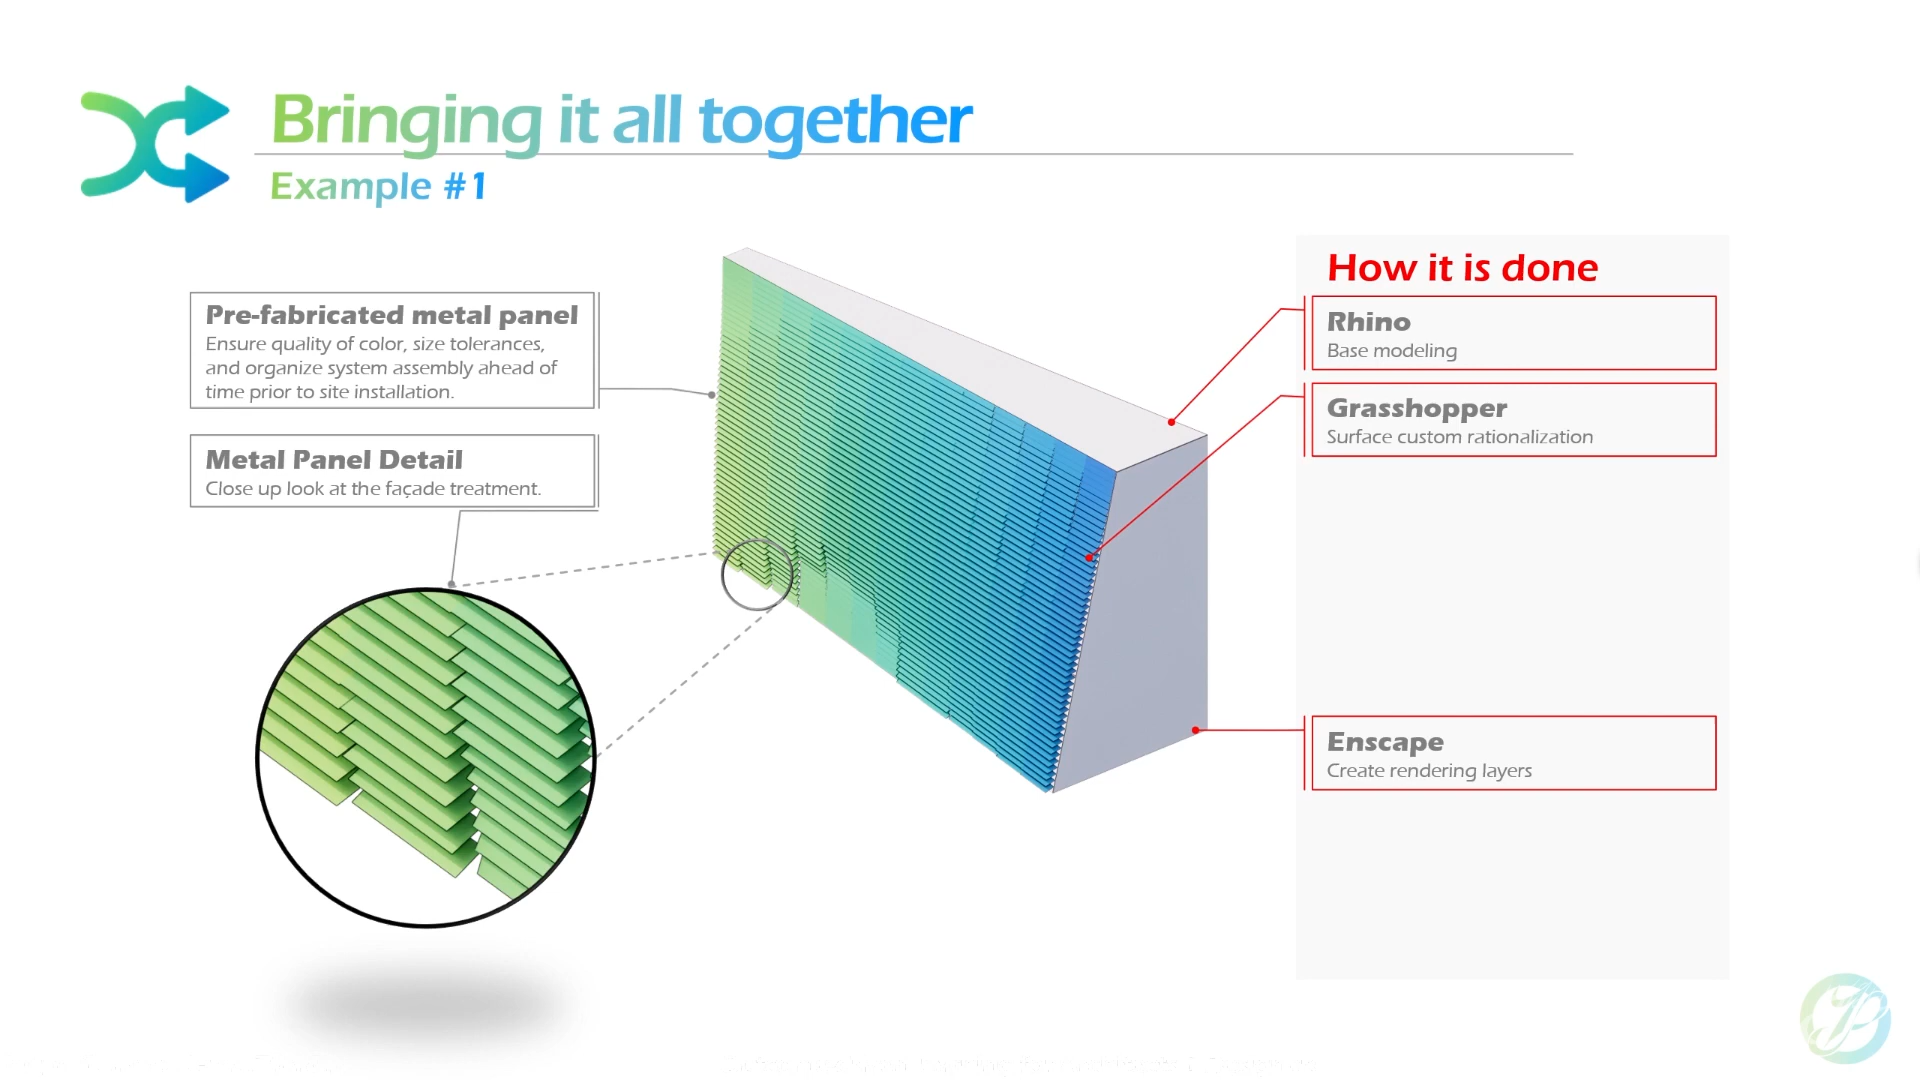 Bringing it all together
Example #1
Pre-fabricated metal panel
Ensure quality of color, size tolerances,
and organize system assembly ahead of
time prior to site installation.
Metal Panel Detail
Close up look at the façade treatment.
How it is done
Rhino
Base modeling
Grasshopper
Surface custom rationalization
Enscape
Create rendering layers